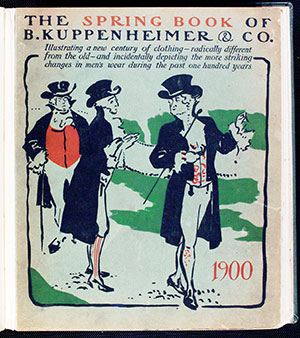 THE SPRING BOOK OF
B. KUPPENHEIMER & CO.
Illustrating a new century of clothing—radically different
from the old—and incidentally depicting the more striking
changes in men's wear during the past one hundred years
1900